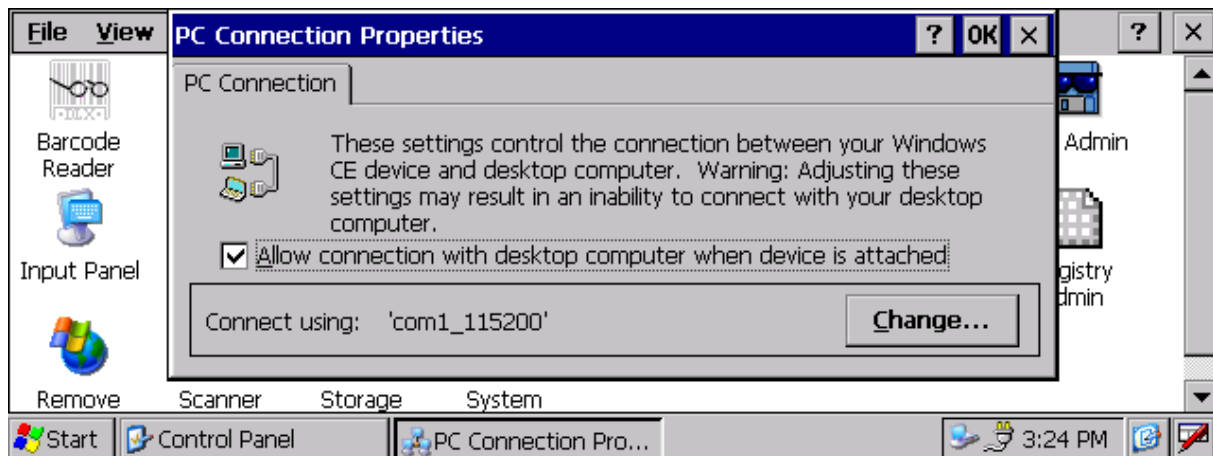 File View
PC Connection Properties
? OK ×
? ×
PC Connection
DLX
Barcode
Reader
These settings control the connection between your Windows
CE device and desktop computer. Warning: Adjusting these
settings may result in an inability to connect with your desktop
computer.
Admin
Allow connection with desktop computer when device is attached
Input Panel
gistry
dmin
Connect using: 'com1_115200'
Change...
Remove
Scanner
Storage
System
Start
Control Panel
PC Connection Pro...
3:24 PM